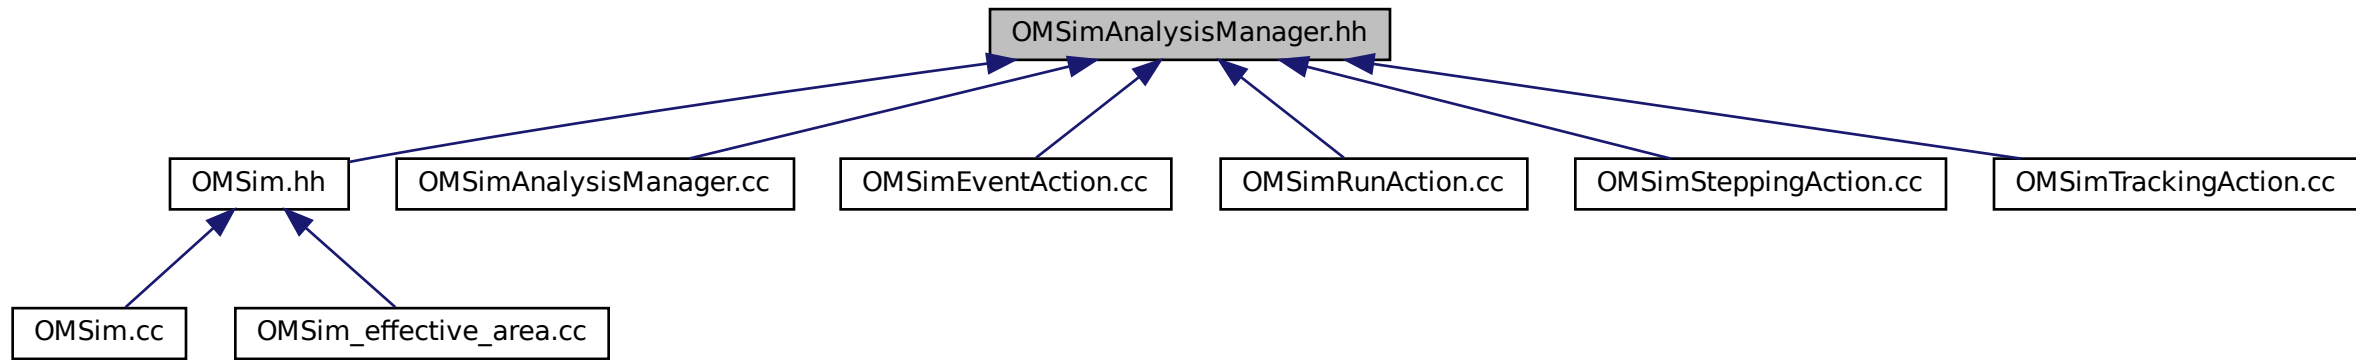 OMSimAnalysisManager.hh
OMSim.hh
OMSimAnalysisManager.cc
OMSimEventAction.cc
OMSimRunAction.cc
OMSimSteppingAction.cc
OMSimTrackingAction.cc
OMSim.cc
OMSim_effective_area.cc